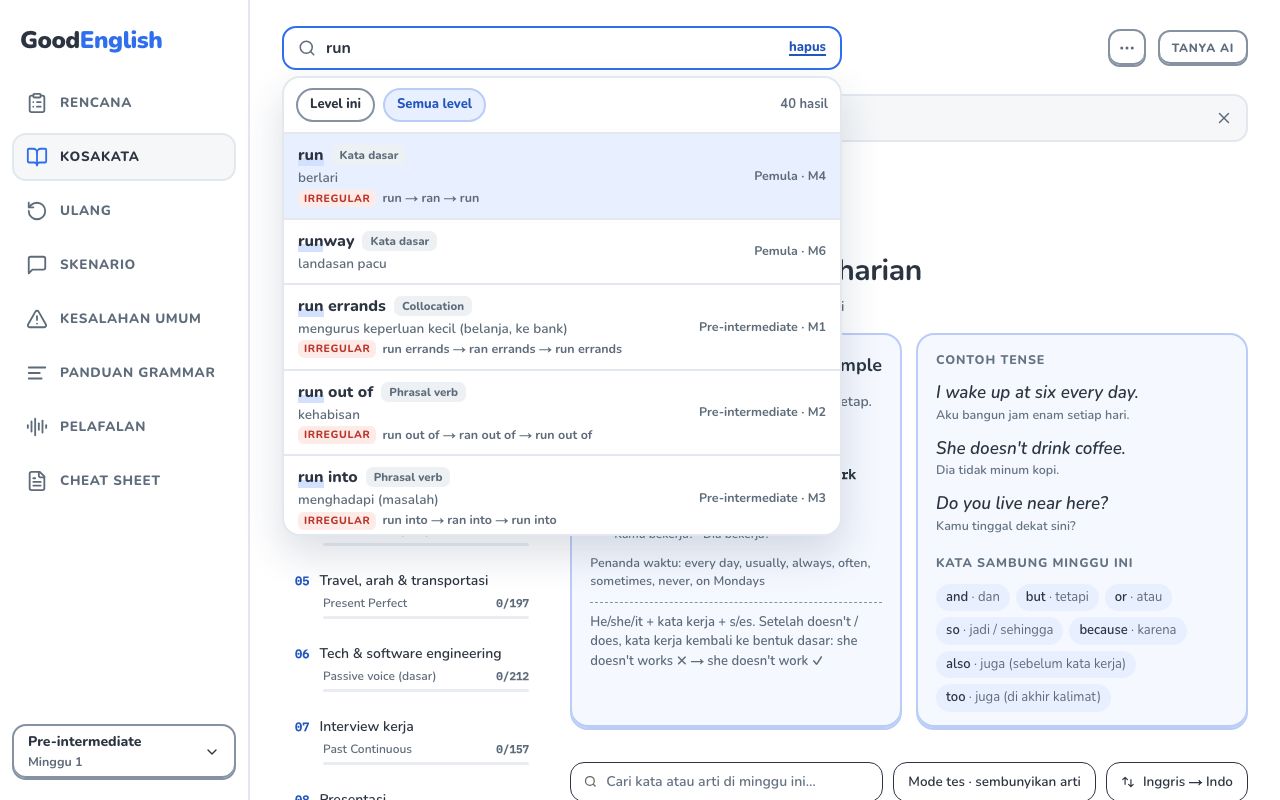 GoodEnglish
RENCANA
KOSAKATA
ULANG
SKENARIO
KESALAHAN UMUM
PANDUAN GRAMMAR
PELAFALAN
CHEAT SHEET
Pre-intermediate
Minggu 1
run
hapus
TANYA AI
Level ini
Semua level
40 hasil
run Kata dasar
berlari
IRREGULAR run → ran → run
Pemula · M4
runway Kata dasar
landasan pacu
Pemula · M6
run errands Collocation
mengurus keperluan kecil (belanja, ke bank)
IRREGULAR run errands → ran errands → run errands
Pre-intermediate · M1
run out of Phrasal verb
kehabisan
IRREGULAR run out of → ran out of → run out of
Pre-intermediate · M2
run into Phrasal verb
menghadapi (masalah)
IRREGULAR run into → ran into → run into
Pre-intermediate · M3
harian
05 Travel, arah & transportasi
Present Perfect 0/197
06 Tech & software engineering
Passive voice (dasar) 0/212
07 Interview kerja
Past Continuous 0/157
08 Presentasi
mple
etap.
rk
Penanda waktu: every day, usually, always, often,
sometimes, never, on Mondays
He/she/it + kata kerja + s/es. Setelah doesn't /
does, kata kerja kembali ke bentuk dasar: she
doesn't works ✕ → she doesn't work ✓
CONTOH TENSE
I wake up at six every day.
Aku bangun jam enam setiap hari.
She doesn't drink coffee.
Dia tidak minum kopi.
Do you live near here?
Kamu tinggal dekat sini?
KATA SAMBUNG MINGGU INI
and · dan but · tetapi or · atau
so · jadi / sehingga because · karena
also · juga (sebelum kata kerja)
too · juga (di akhir kalimat)
Cari kata atau arti di minggu ini...
Mode tes · sembunyikan arti
Inggris → Indo